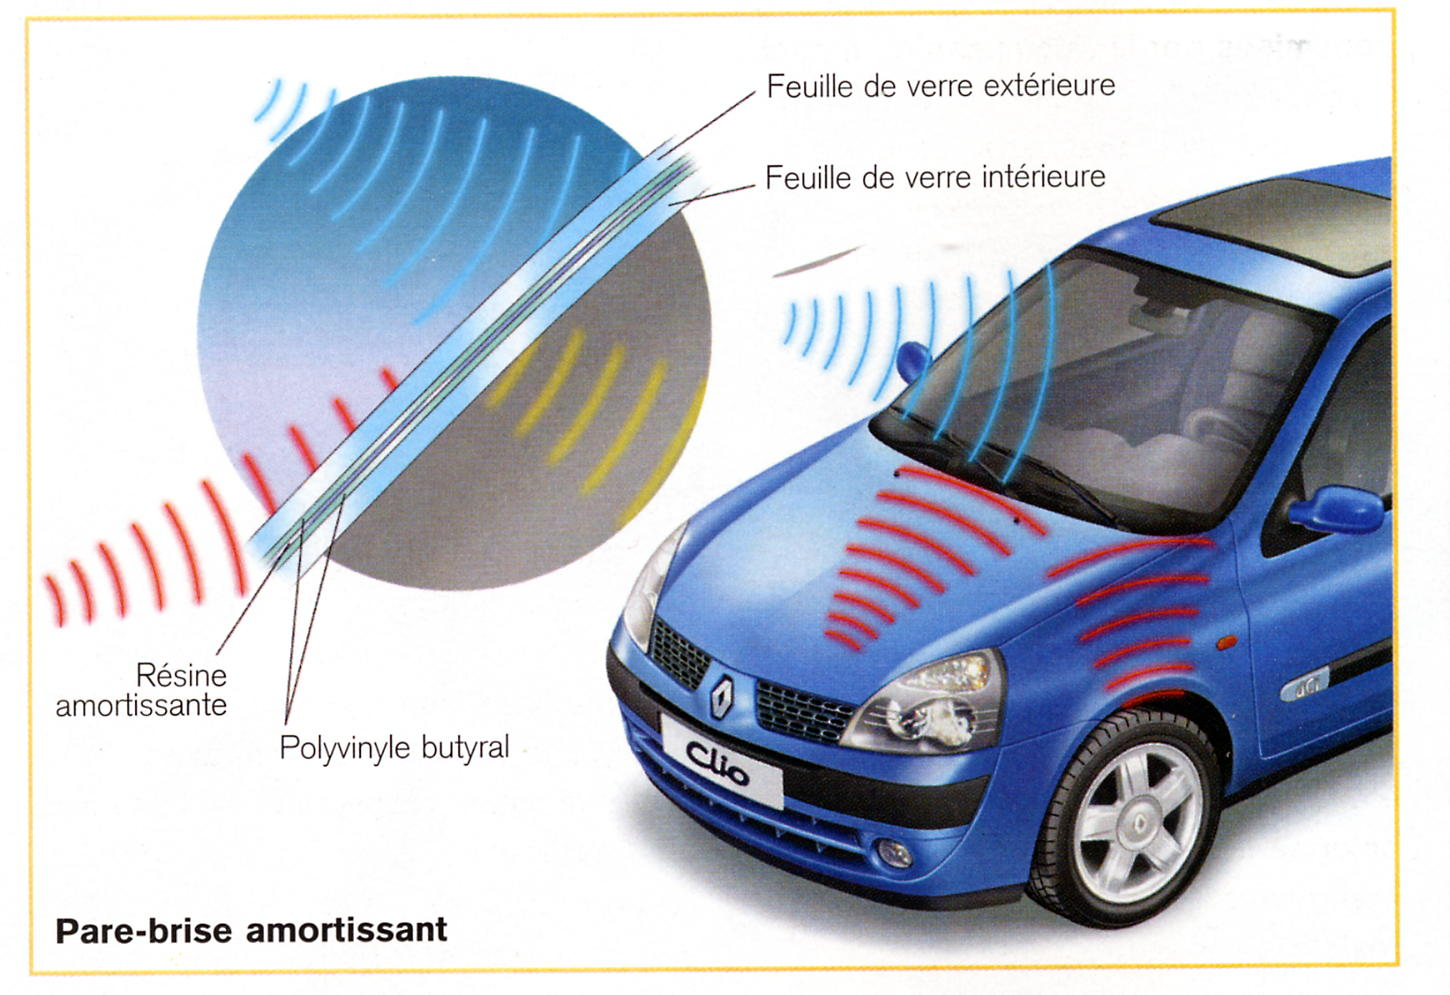 Feuille de verre extérieure
Feuille de verre intérieure
Résine
amortissante
Polyvinyle butyral
Clio
dCi
Pare-brise amortissant